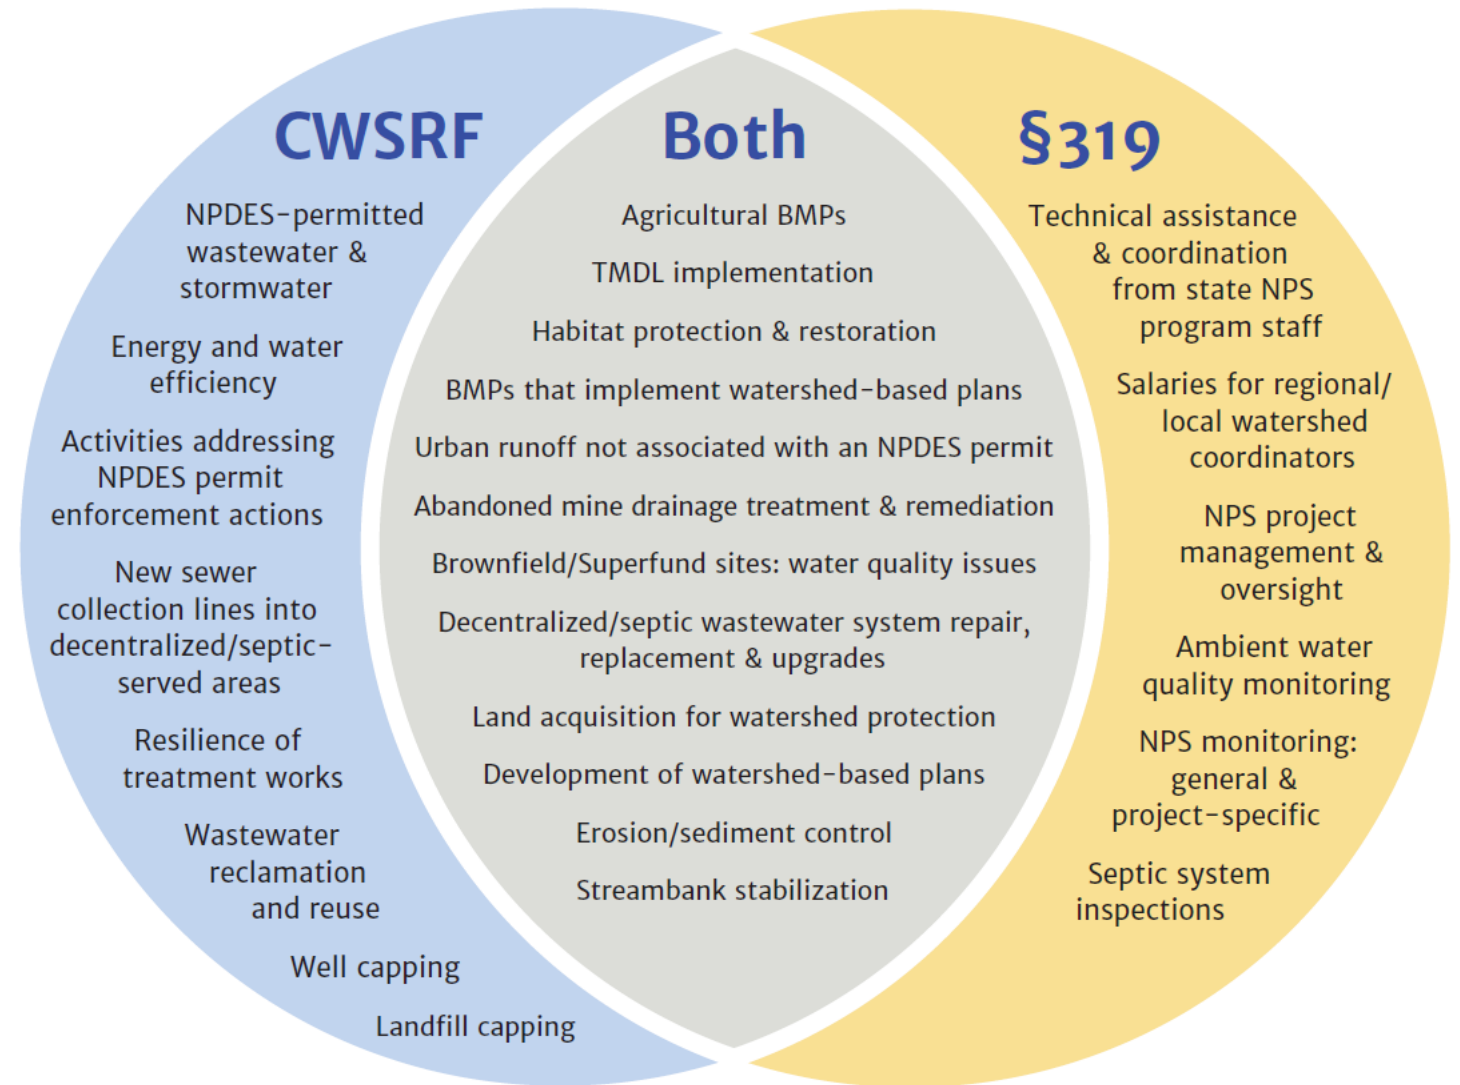 CWSRF
NPDES-permitted
wastewater &
stormwater
Energy and water
efficiency
Activities addressing
NPDES permit
enforcement actions
New sewer
collection lines into
decentralized/septic-
served areas
Resilience of
treatment works
Wastewater
reclamation
and reuse
Well capping
Landfill capping
Both
Agricultural BMPs
TMDL implementation
Habitat protection & restoration
BMPs that implement watershed-based plans
Urban runoff not associated with an NPDES permit
Abandoned mine drainage treatment & remediation
Brownfield/Superfund sites: water quality issues
Decentralized/septic wastewater system repair,
replacement & upgrades
Land acquisition for watershed protection
Development of watershed-based plans
Erosion/sediment control
Streambank stabilization
§319
Technical assistance
& coordination
from state NPS
program staff
Salaries for regional/
local watershed
coordinators
NPS project
management &
oversight
Ambient water
quality monitoring
NPS monitoring:
general &
project-specific
Septic system
inspections